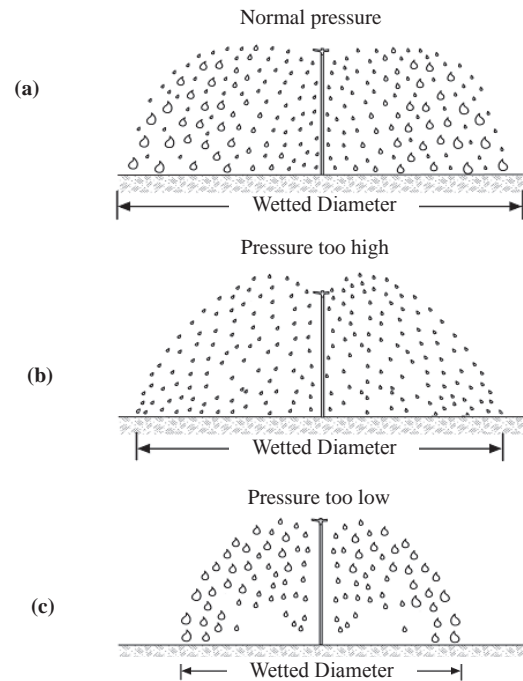 Normal pressure
(a)
Wetted Diameter
Pressure too high
(b)
Wetted Diameter
Pressure too low
(c)
Wetted Diameter